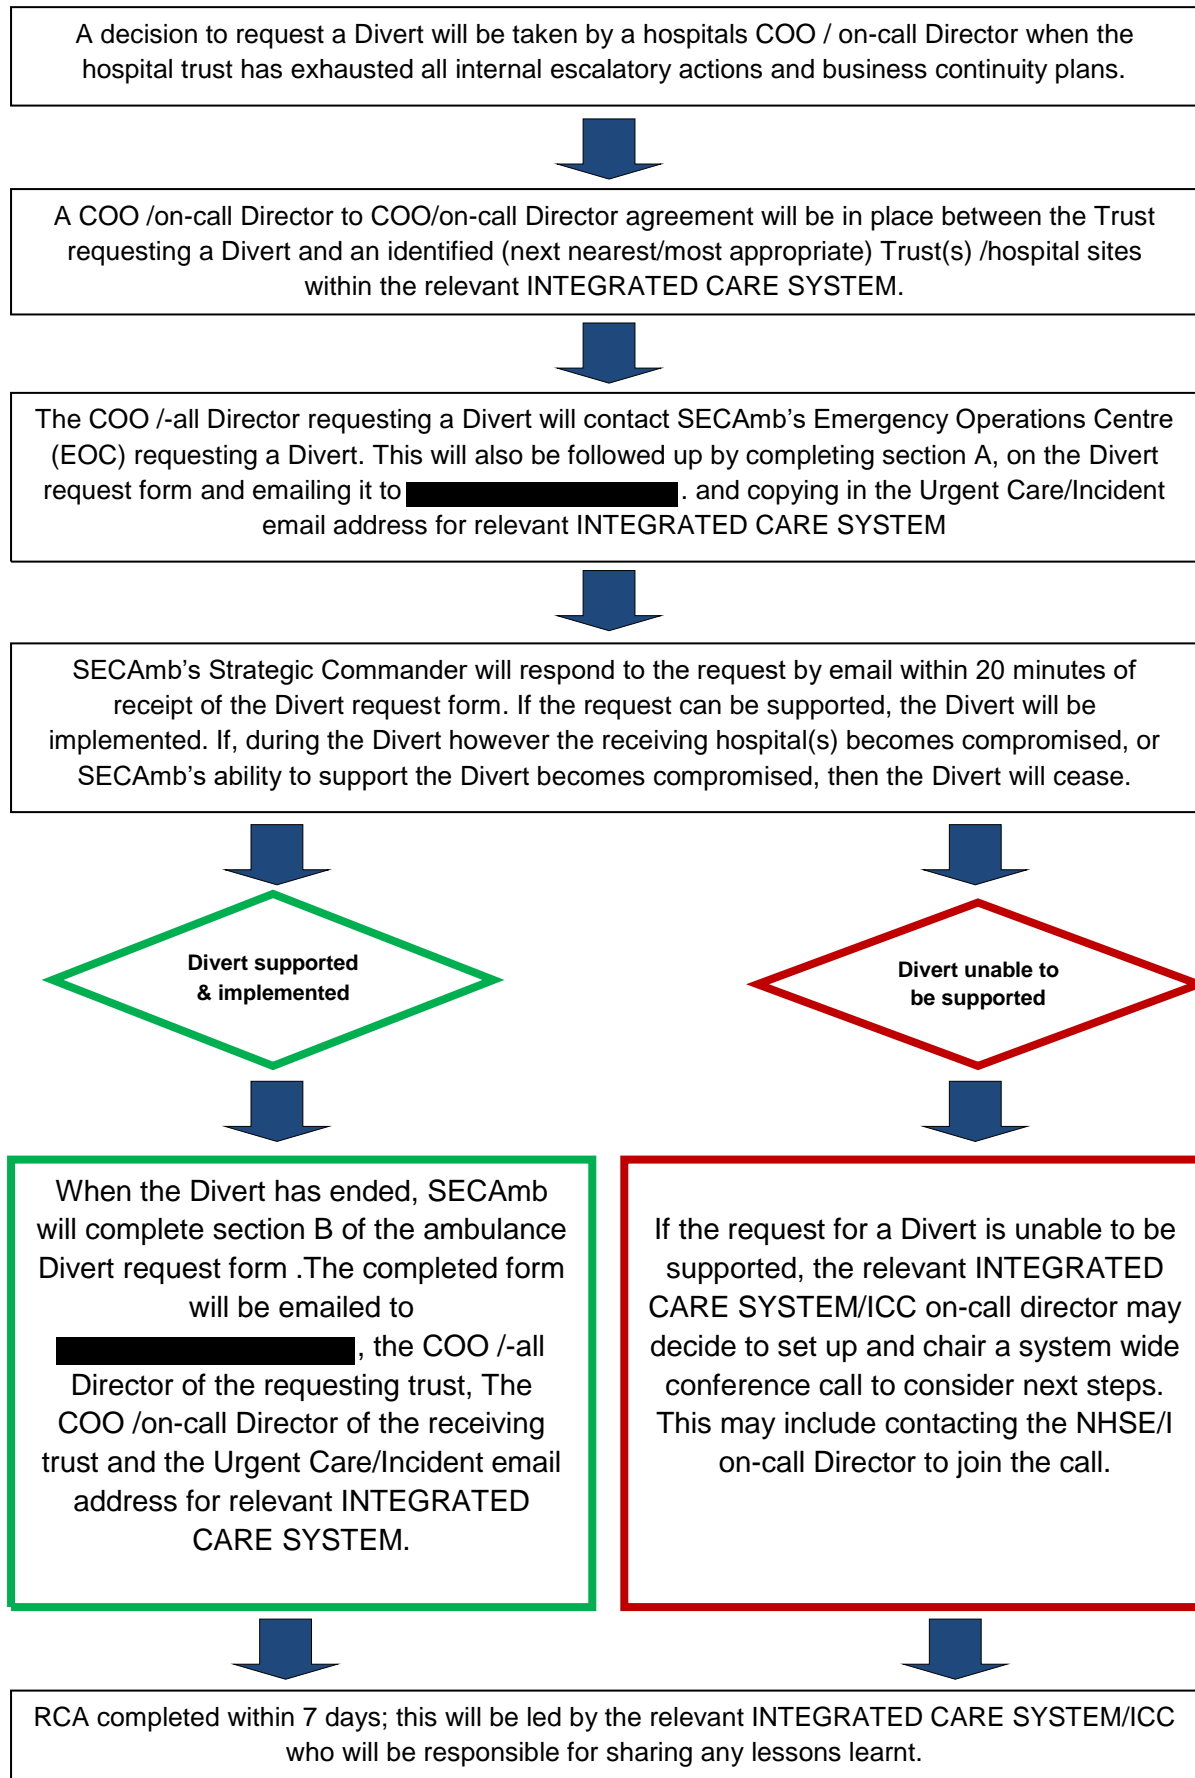 A decision to request a Divert will be taken by a hospitals COO / on-call Director when the
hospital trust has exhausted all internal escalatory actions and business continuity plans.
A COO /on-call Director to COO/on-call Director agreement will be in place between the Trust
requesting a Divert and an identified (next nearest/most appropriate) Trust(s) /hospital sites
within the relevant INTEGRATED CARE SYSTEM.
The COO /-all Director requesting a Divert will contact SECAmb’s Emergency Operations Centre
(EOC) requesting a Divert. This will also be followed up by completing section A, on the Divert
request form and emailing it to . and copying in the Urgent Care/Incident
email address for relevant INTEGRATED CARE SYSTEM
SECAmb’s Strategic Commander will respond to the request by email within 20 minutes of
receipt of the Divert request form. If the request can be supported, the Divert will be
implemented. If, during the Divert however the receiving hospital(s) becomes compromised, or
SECAmb’s ability to support the Divert becomes compromised, then the Divert will cease.
Divert supported
& implemented
Divert unable to
be supported
When the Divert has ended, SECAmb
will complete section B of the ambulance
Divert request form .The completed form
will be emailed to
, the COO /-all
Director of the requesting trust, The
COO /on-call Director of the receiving
trust and the Urgent Care/Incident email
address for relevant INTEGRATED
CARE SYSTEM.
If the request for a Divert is unable to be
supported, the relevant INTEGRATED
CARE SYSTEM/ICC on-call director may
decide to set up and chair a system wide
conference call to consider next steps.
This may include contacting the NHSE/I
on-call Director to join the call.
RCA completed within 7 days; this will be led by the relevant INTEGRATED CARE SYSTEM/ICC
who will be responsible for sharing any lessons learnt.